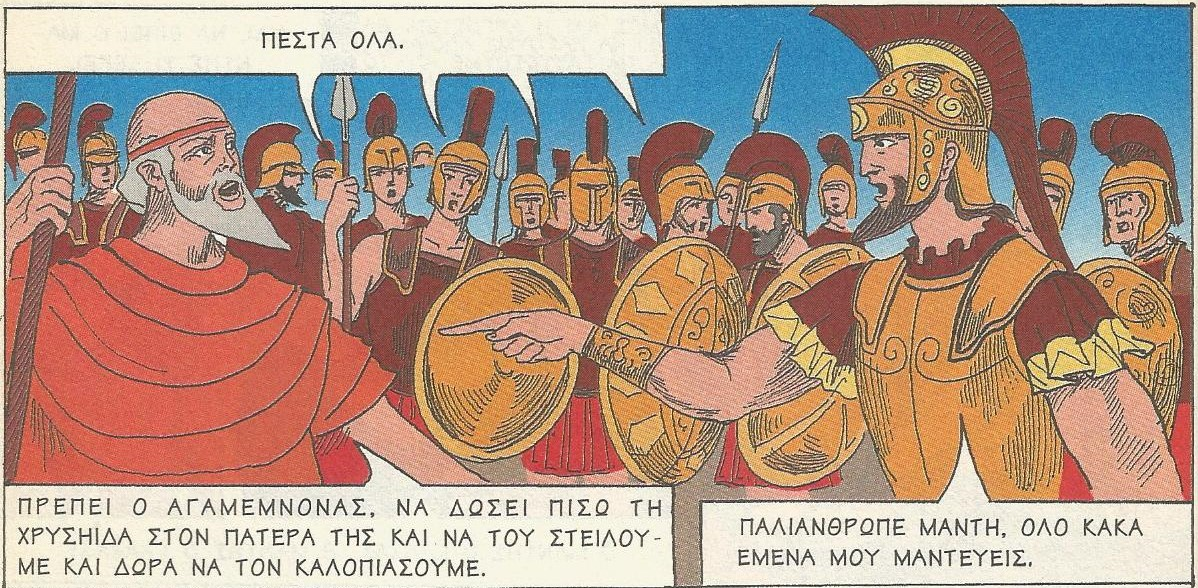 ΠΕΣΤΑ ΟΛΑ.
ΠΡΕΠΕΙ Ο ΑΓΑΜΕΜΝΟΝΑΣ, ΝΑ ΔΩΣΕΙ ΠΙΣΩ ΤΗ
ΧΡΥΣΗΙΔΑ ΣΤΟΝ ΠΑΤΕΡΑ ΤΗΣ ΚΑΙ ΝΑ ΤΟΥ ΣΤΕΙΛΟΥ-
ΜΕ ΚΑΙ ΔΩΡΑ ΝΑ ΤΟΝ ΚΑΛΟΠΙΑΣΟΥΜΕ.
ΠΑΛΙΑΝΘΡΩΠΕ ΜΑΝΤΗ, ΟΛΟ ΚΑΚΑ
ΕΜΕΝΑ ΜΟΥ ΜΑΝΤΕΥΕΙΣ.